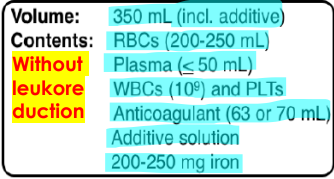 Volume: 350 mL (incl. additive)
Contents: RBCs (200-250 mL)
Without Plasma (≤ 50 mL)
leukore WBCs (10⁹) and PLTs
duction Anticoagulant (63 or 70 mL)
Additive solution
200-250 mg iron